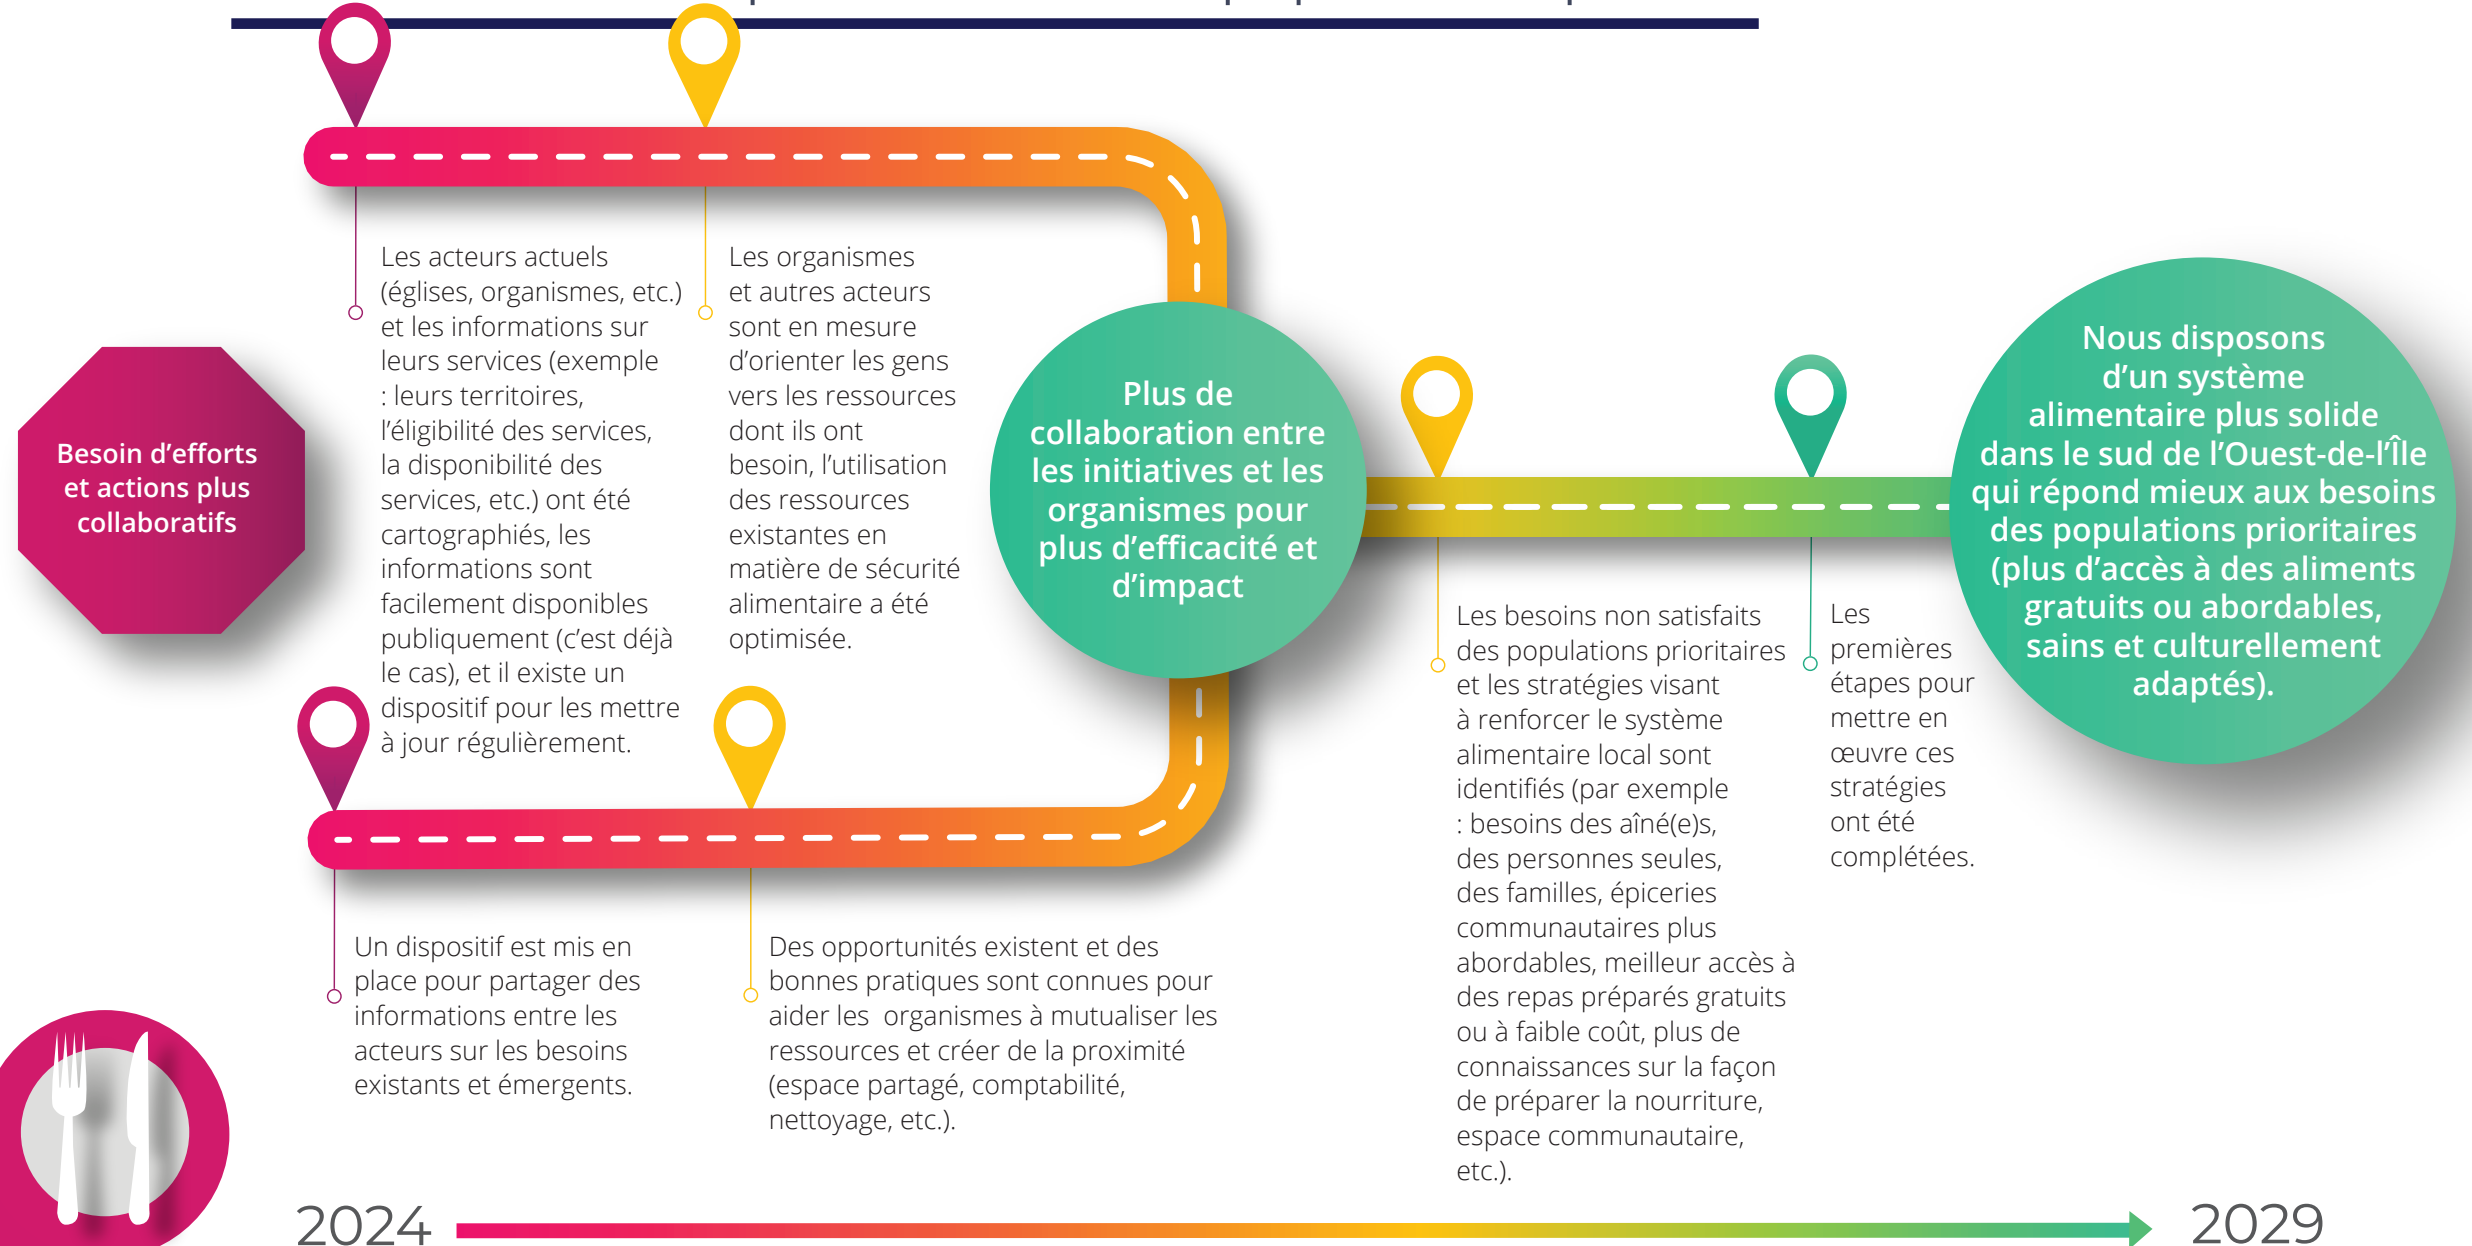 Besoin d’efforts
et actions plus
collaboratifs
Les acteurs actuels
(églises, organismes, etc.)
et les informations sur
leurs services (exemple
: leurs territoires,
l’éligibilité des services,
la disponibilité des
services, etc.) ont été
cartographiés, les
informations sont
facilement disponibles
publiquement (c’est déjà
le cas), et il existe un
dispositif pour les mettre
à jour régulièrement.
Les organismes
et autres acteurs
sont en mesure
d’orienter les gens
vers les ressources
dont ils ont
besoin, l’utilisation
des ressources
existantes en
matière de sécurité
alimentaire a été
optimisée.
Un dispositif est mis en
place pour partager des
informations entre les
acteurs sur les besoins
existants et émergents.
Des opportunités existent et des
bonnes pratiques sont connues pour
aider les  organismes à mutualiser les
ressources et créer de la proximité
(espace partagé, comptabilité,
nettoyage, etc.).
Plus de
collaboration entre
les initiatives et les
organismes pour
plus d’efficacité et
d’impact
Les besoins non satisfaits
des populations prioritaires
et les stratégies visant
à renforcer le système
alimentaire local sont
identifiés (par exemple
: besoins des aîné(e)s,
des personnes seules,
des familles, épiceries
communautaires plus
abordables, meilleur accès à
des repas préparés gratuits
ou à faible coût, plus de
connaissances sur la façon
de préparer la nourriture,
espace communautaire,
etc.).
Les
premières
étapes pour
mettre en
œuvre ces
stratégies
ont été
complétées.
Nous disposons
d’un système
alimentaire plus solide
dans le sud de l’Ouest-de-l’Île
qui répond mieux aux besoins
des populations prioritaires
(plus d’accès à des aliments
gratuits ou abordables,
sains et culturellement
adaptés).
2024
2029